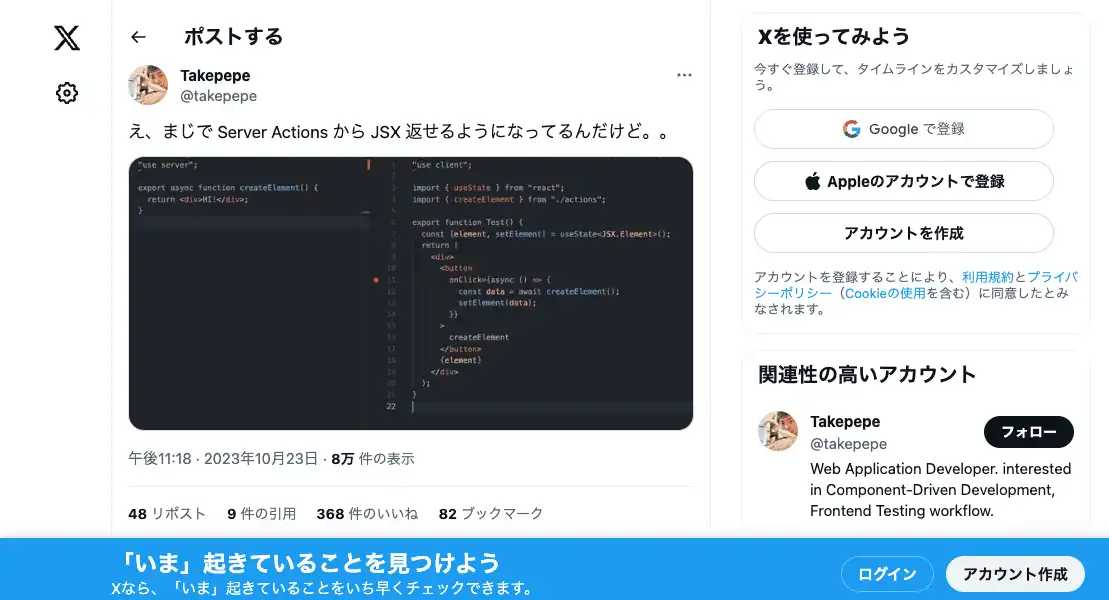 ポストする
Takepepe
@takepepe
え、まじで Server Actions から JSX 返せるようになってるんだけど。。
"use server";
export async function createElement() {
return <div>HI!</div>;
}
1 "use client";
2
3 import { useState } from "react";
4 import { createElement } from "./actions";
5
6 export function Test() {
7 const [element, setElement] = useState<JSX.Element>();
8 return (
9 <div>
10 <button
11 onClick={async () => {
12 const data = await createElement();
13 setElement(data);
14 }}
15 >
16 createElement
17 </button>
18 {element}
19 </div>
20 );
21 }
22
午後11:18 · 2023年10月23日 · 8万 件の表示
48 リポスト 9 件の引用 368 件のいいね 82 ブックマーク
Xを使ってみよう
今すぐ登録して、タイムラインをカスタマイズしましょ
う。
Google で登録
Appleのアカウントで登録
アカウントを作成
アカウントを登録することにより、利用規約とプライバ
シーポリシー（Cookieの使用を含む）に同意したとみ
なされます。
関連性の高いアカウント
Takepepe
@takepepe
フォロー
Web Application Developer. interested
in Component-Driven Development,
Frontend Testing workflow.
「いま」起きていることを見つけよう
Xなら、「いま」起きていることをいち早くチェックできます。
ログイン
アカウント作成